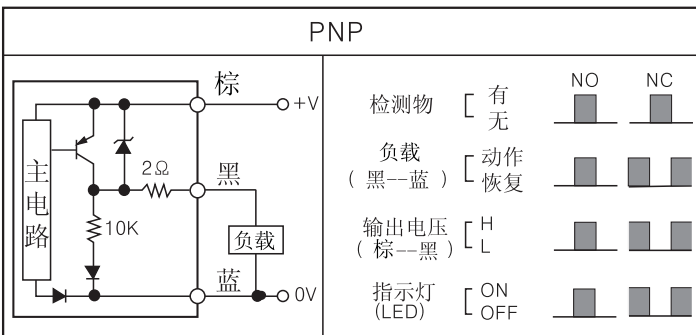 PNP
棕
+V
主电路
2Ω
黑
10K
负载
蓝
0V
NO NC
检测物 有
无
负载 动作
(黑--蓝) 恢复
输出电压 H
(棕--黑) L
指示灯 ON
(LED) OFF